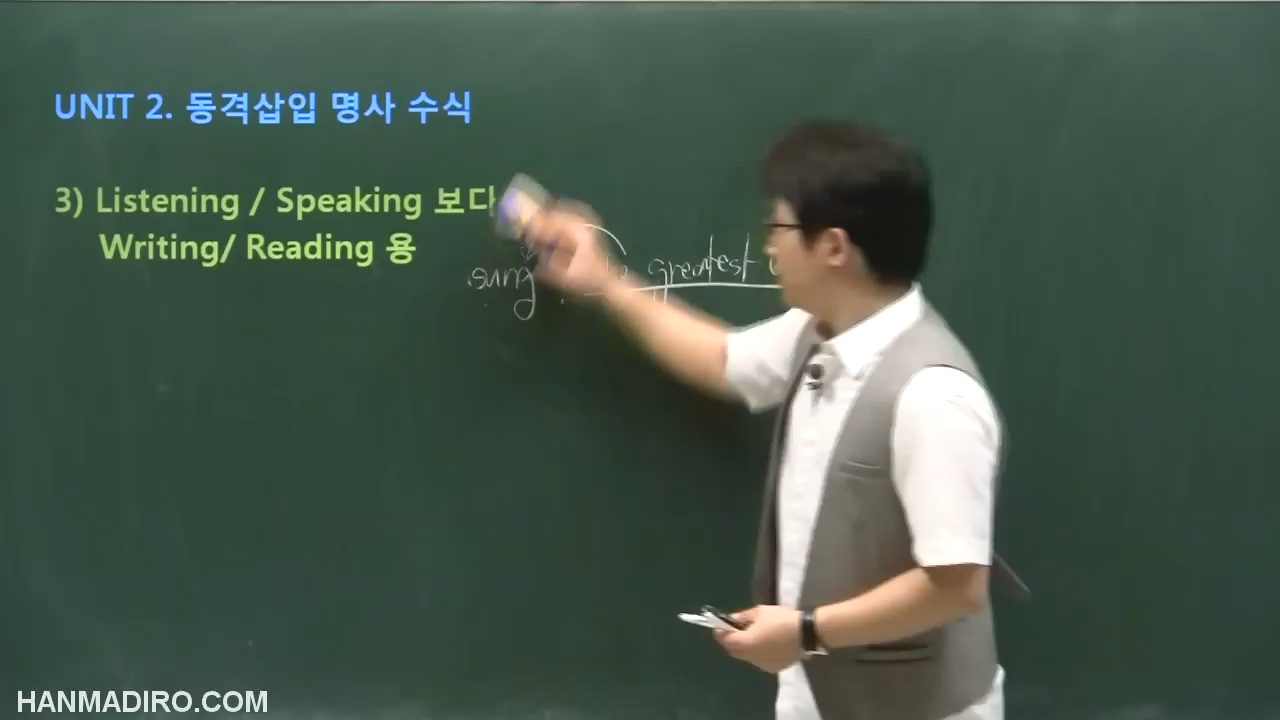 UNIT 2. 동격삽입 명사 수식
3) Listening / Speaking 보다
Writing/ Reading 용
sung greatest
HANMADIRO.COM